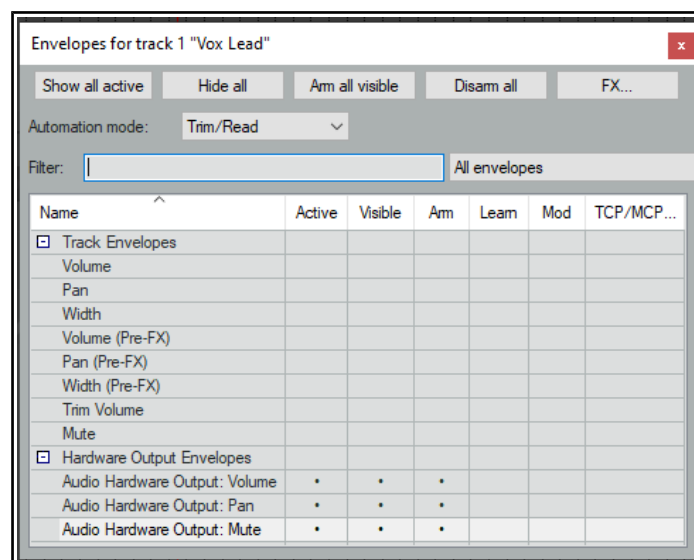 Envelopes for track 1 "Vox Lead"
x
Show all active Hide all Arm all visible Disarm all FX...
Automation mode: Trim/Read
Filter: All envelopes
Name Active Visible Arm Learn Mod TCP/MCP...
Track Envelopes
Volume
Pan
Width
Volume (Pre-FX)
Pan (Pre-FX)
Width (Pre-FX)
Trim Volume
Mute
Hardware Output Envelopes
Audio Hardware Output: Volume • • •
Audio Hardware Output: Pan • • •
Audio Hardware Output: Mute • • •